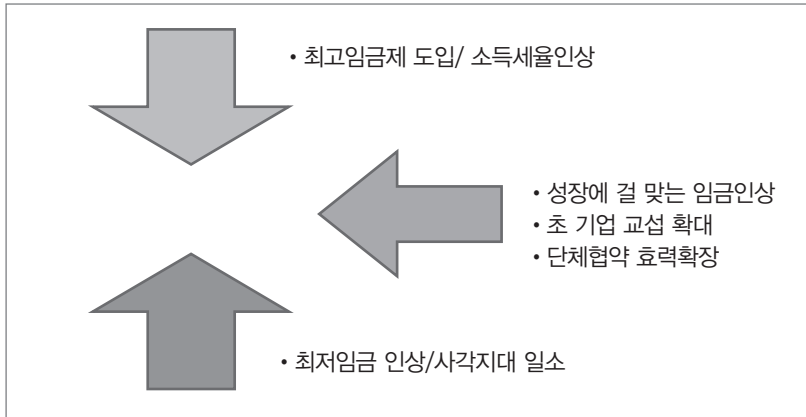 • 최고임금제 도입/ 소득세율인상
• 성장에 걸 맞는 임금인상
• 초 기업 교섭 확대
• 단체협약 효력확장
• 최저임금 인상/사각지대 일소